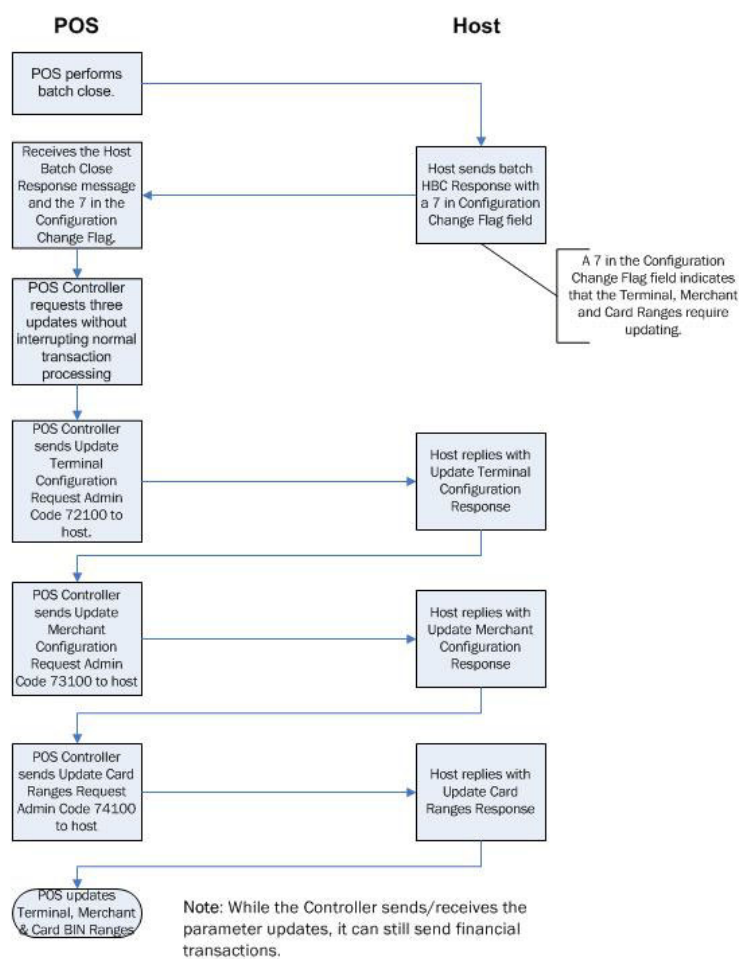 POS
Host
POS performs
batch close.
Receives the Host
Batch Close
Response message
and the 7 in the
Configuration
Change Flag.
Host sends batch
HBC Response with
a 7 in Configuration
Change Flag field
A 7 in the Configuration
Change Flag field indicates
that the Terminal, Merchant
and Card Ranges require
updating.
POS Controller
requests three
updates without
interrupting normal
transaction
processing
POS Controller
sends Update
Terminal
Configuration
Request Admin
Code 72100 to
host.
Host replies with
Update Terminal
Configuration
Response
POS Controller
sends Update
Merchant
Configuration
Request Admin
Code 73100 to host
Host replies with
Update Merchant
Configuration
Response
POS Controller
sends Update Card
Ranges Request
Admin Code 74100
to host
Host replies with
Update Card
Ranges Response
POS updates
Terminal, Merchant
& Card BIN Ranges
Note: While the Controller sends/receives the
parameter updates, it can still send financial
transactions.